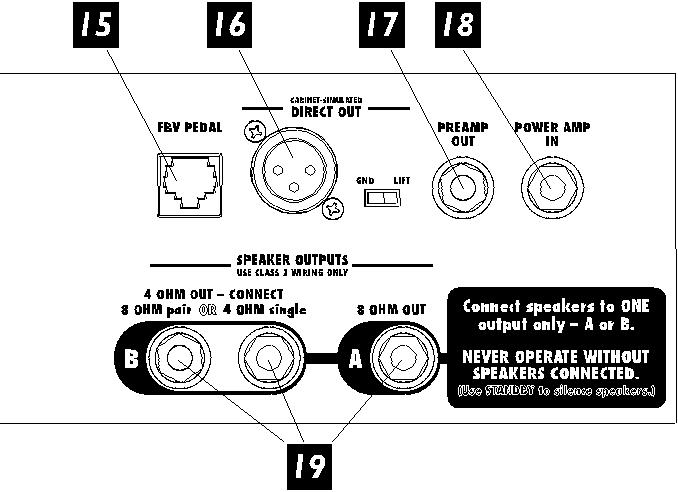 15 16 17 18
CABINET-SIMULATED
FBV PEDAL DIRECT OUT PREAMP POWER AMP
OUT IN
GND LIFT
SPEAKER OUTPUTS
USE CLASS 2 WIRING ONLY
4 OHM OUT – CONNECT
8 OHM pair OR 4 OHM single 8 OHM OUT
B A
Connect speakers to ONE
output only – A or B.
NEVER OPERATE WITHOUT
SPEAKERS CONNECTED.
(Use STANDBY to silence speakers.)
19